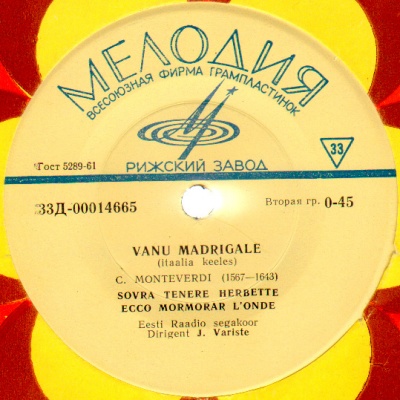 МЕЛОДИЯ
ВСЕСОЮЗНАЯ ФИРМА ГРАМПЛАСТИНОК
33
Гост 5289-61
РИЖСКИЙ ЗАВОД
33Д-00014665
Вторая гр. 0-45
VANU MADRIGALE
(itaalia keeles)
C. MONTEVERDI (1567—1643)
SOVRA TENERE HERBETTE
ECCO MORMORAR L'ONDE
Eesti Raadio segakoor
Dirigent J. Variste